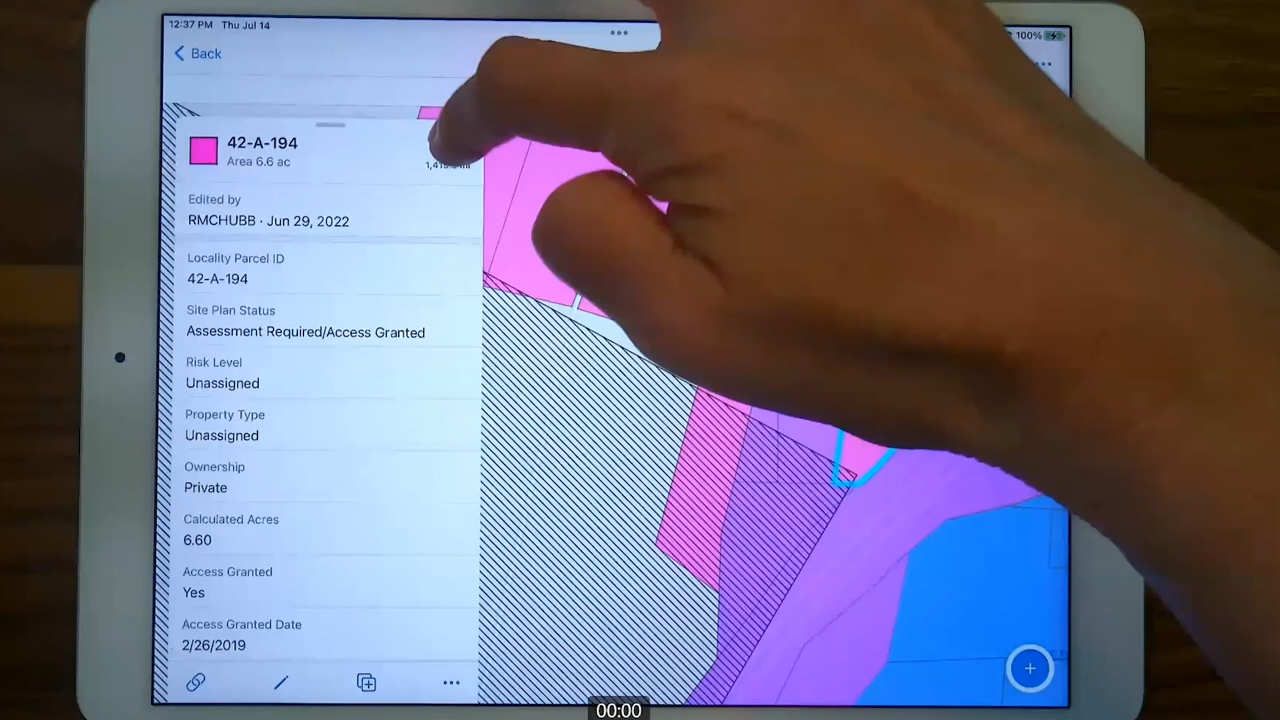 12:37 PM Thu Jul 14
100%
Back
42-A-194
Area 6.6 ac
Edited by
RMCHUBB · Jun 29, 2022
Locality Parcel ID
42-A-194
Site Plan Status
Assessment Required/Access Granted
Risk Level
Unassigned
Property Type
Unassigned
Ownership
Private
Calculated Acres
6.60
Access Granted
Yes
Access Granted Date
2/26/2019
00:00